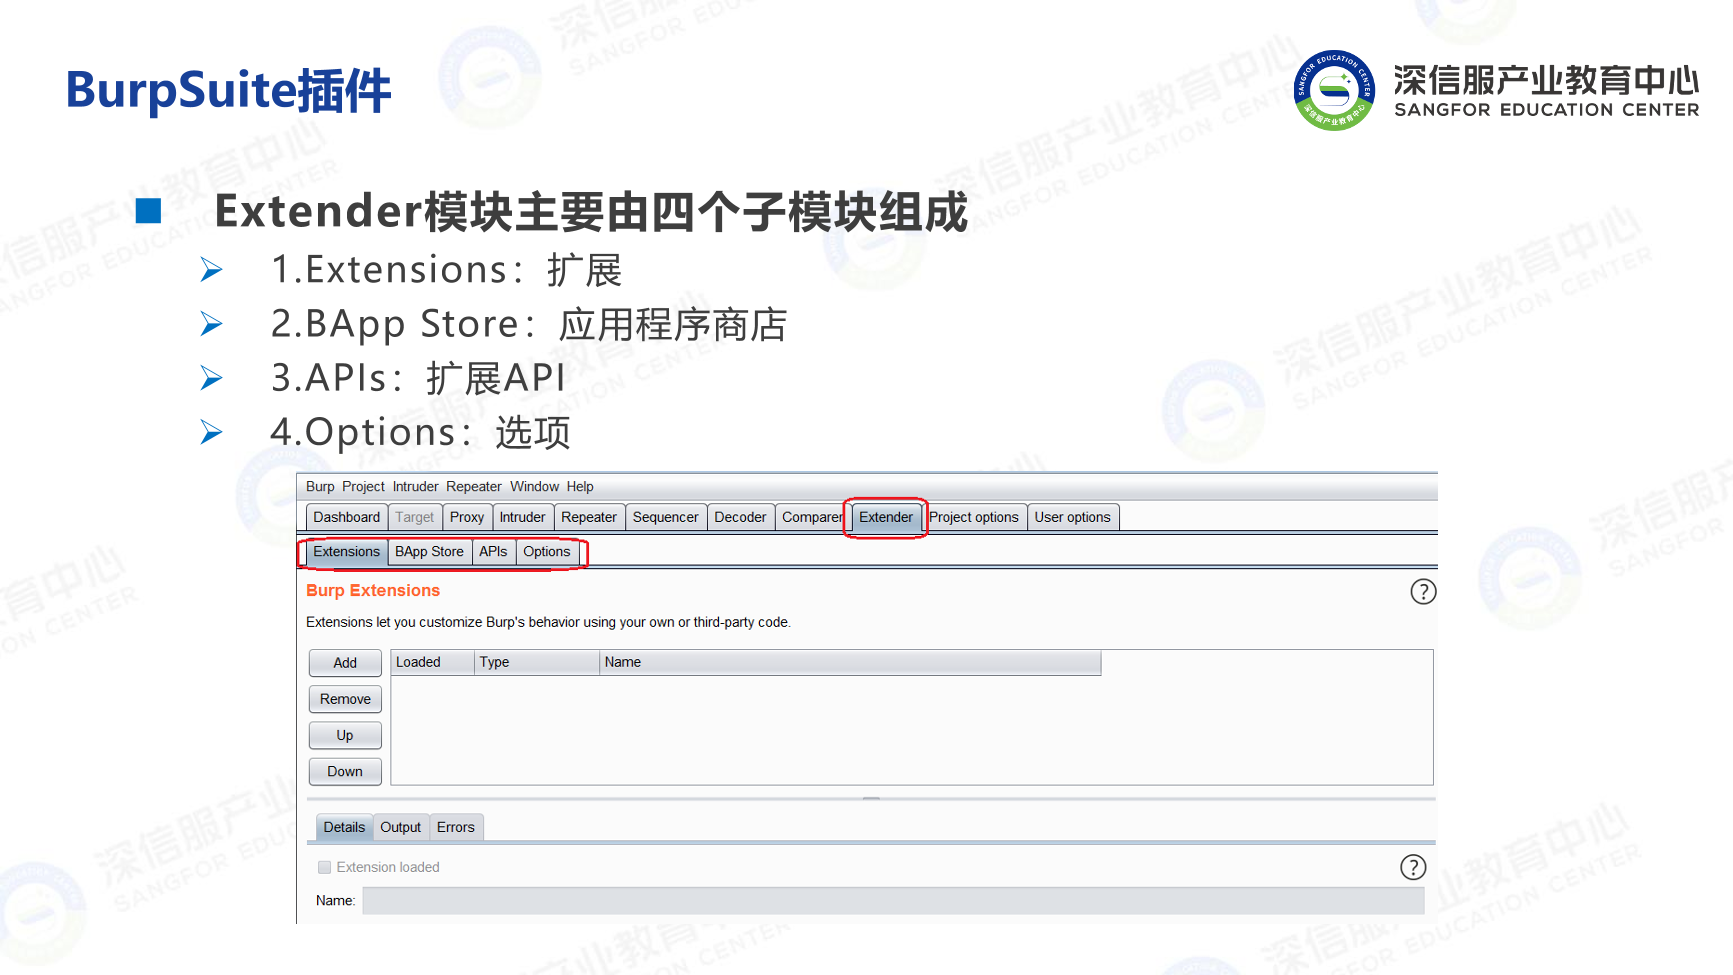 BurpSuite插件
深信服产业教育中心
SANGFOR EDUCATION CENTER
Extender模块主要由四个子模块组成
1.Extensions：扩展
2.BApp Store：应用程序商店
3.APIs：扩展API
4.Options：选项
Burp Project Intruder Repeater Window Help
Dashboard Target Proxy Intruder Repeater Sequencer Decoder Comparer Extender Project options User options
Extensions BApp Store APIs Options
Burp Extensions
?
Extensions let you customize Burp's behavior using your own or third-party code.
Add
Loaded Type Name
Remove
Up
Down
Details Output Errors
Extension loaded
?
Name: